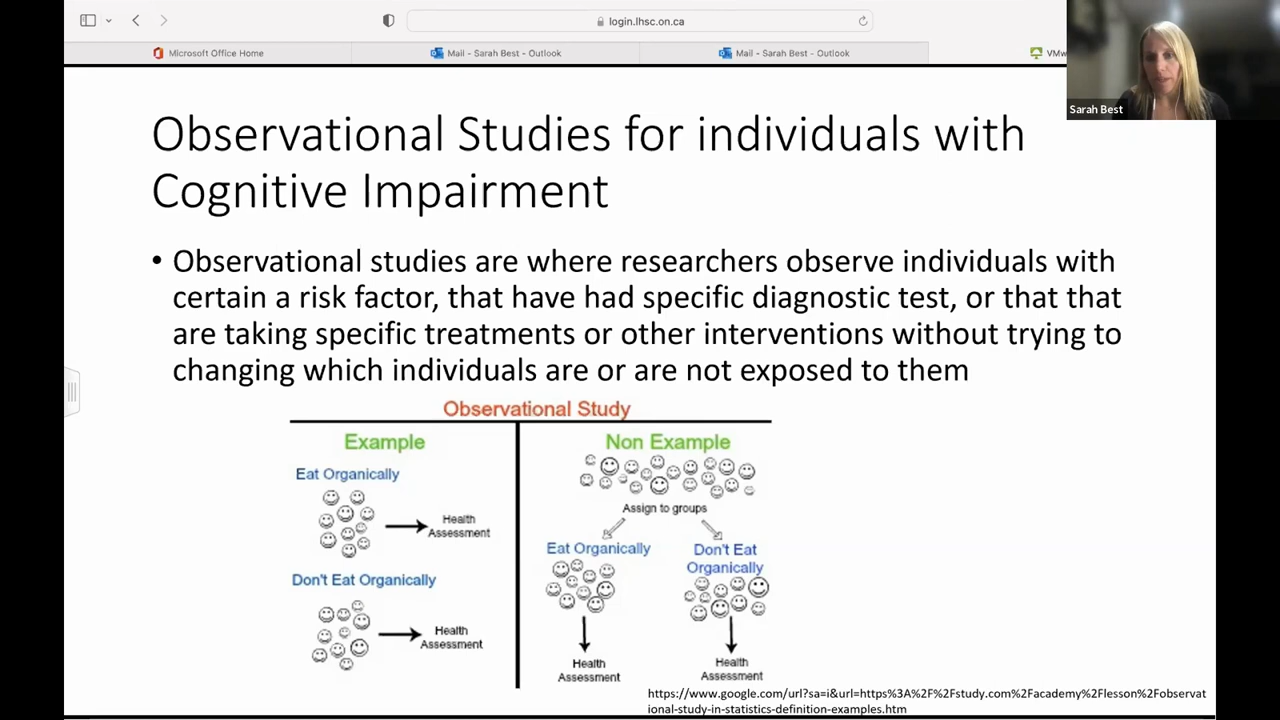 login.lhsc.on.ca
Microsoft Office Home
Mail - Sarah Best - Outlook
Mail - Sarah Best - Outlook
Sarah Best
Observational Studies for individuals with
Cognitive Impairment
• Observational studies are where researchers observe individuals with
certain a risk factor, that have had specific diagnostic test, or that that
are taking specific treatments or other interventions without trying to
changing which individuals are or are not exposed to them
Observational Study
Example
Eat Organically
Health
Assessment
Don't Eat Organically
Health
Assessment
Non Example
Assign to groups
Eat Organically
Don't Eat
Organically
Health
Assessment
Health
Assessment
https://www.google.com/url?sa=i&url=https%3A%2F%2Fstudy.com%2Facademy%2Flesson%2Fobservat
ional-study-in-statistics-definition-examples.htm